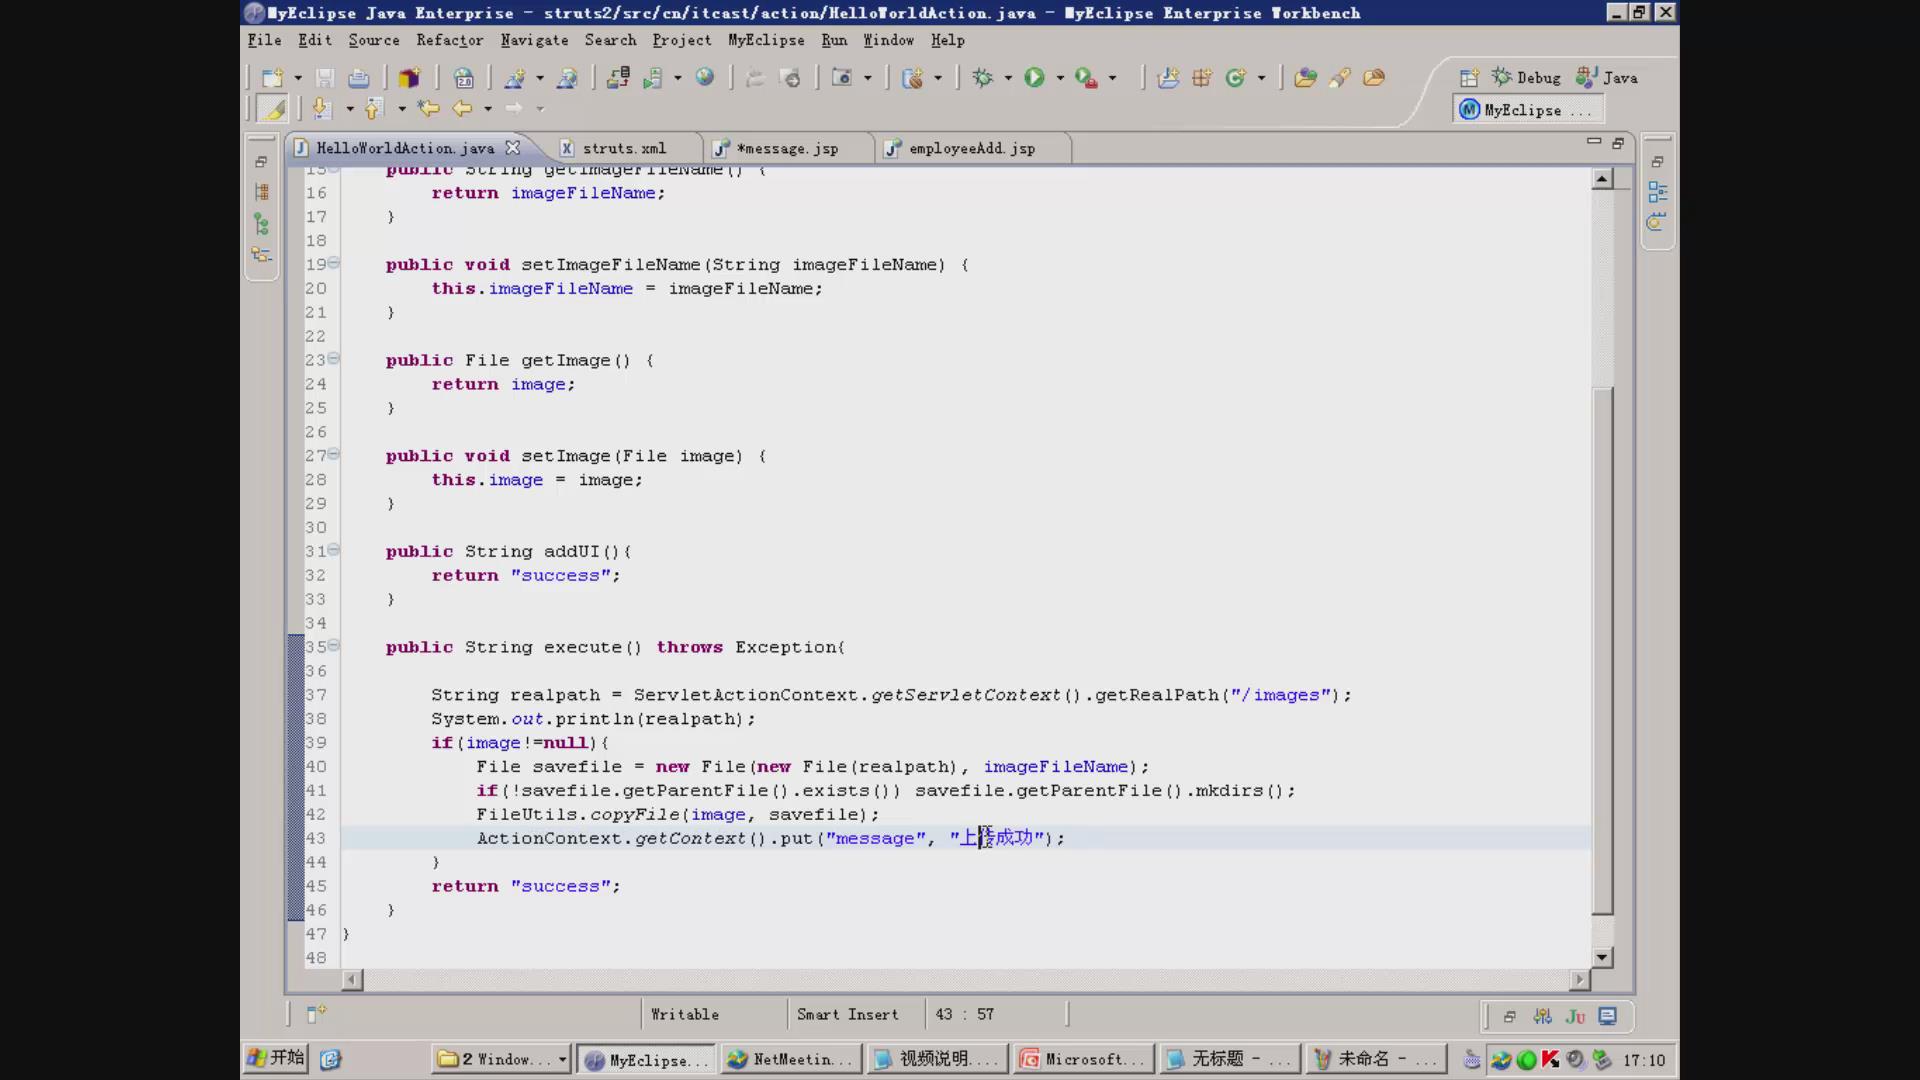 MyEclipse Java Enterprise - struts2/src/cn/itcast/action/HelloWorldAction.java - MyEclipse Enterprise Workbench
File Edit Source Refactor Navigate Search Project MyEclipse Run Window Help
Debug Java
MyEclipse ...
HelloWorldAction.java struts.xml *message.jsp employeeAdd.jsp
15 public String getImageFileName() {
16 return imageFileName;
17 }
18
19 public void setImageFileName(String imageFileName) {
20 this.imageFileName = imageFileName;
21 }
22
23 public File getImage() {
24 return image;
25 }
26
27 public void setImage(File image) {
28 this.image = image;
29 }
30
31 public String addUI(){
32 return "success";
33 }
34
35 public String execute() throws Exception{
36
37 String realpath = ServletActionContext.getServletContext().getRealPath("/images");
38 System.out.println(realpath);
39 if(image!=null){
40 File savefile = new File(new File(realpath), imageFileName);
41 if(!savefile.getParentFile().exists()) savefile.getParentFile().mkdirs();
42 FileUtils.copyFile(image, savefile);
43 ActionContext.getContext().put("message", "上传成功");
44 }
45 return "success";
46 }
47 }
48
Writable Smart Insert 43 : 57
Ju
开始 2 Window... MyEclipse... NetMeetin... 视频说明.... Microsoft... 无标题 - ... 未命名 - ... 17:10